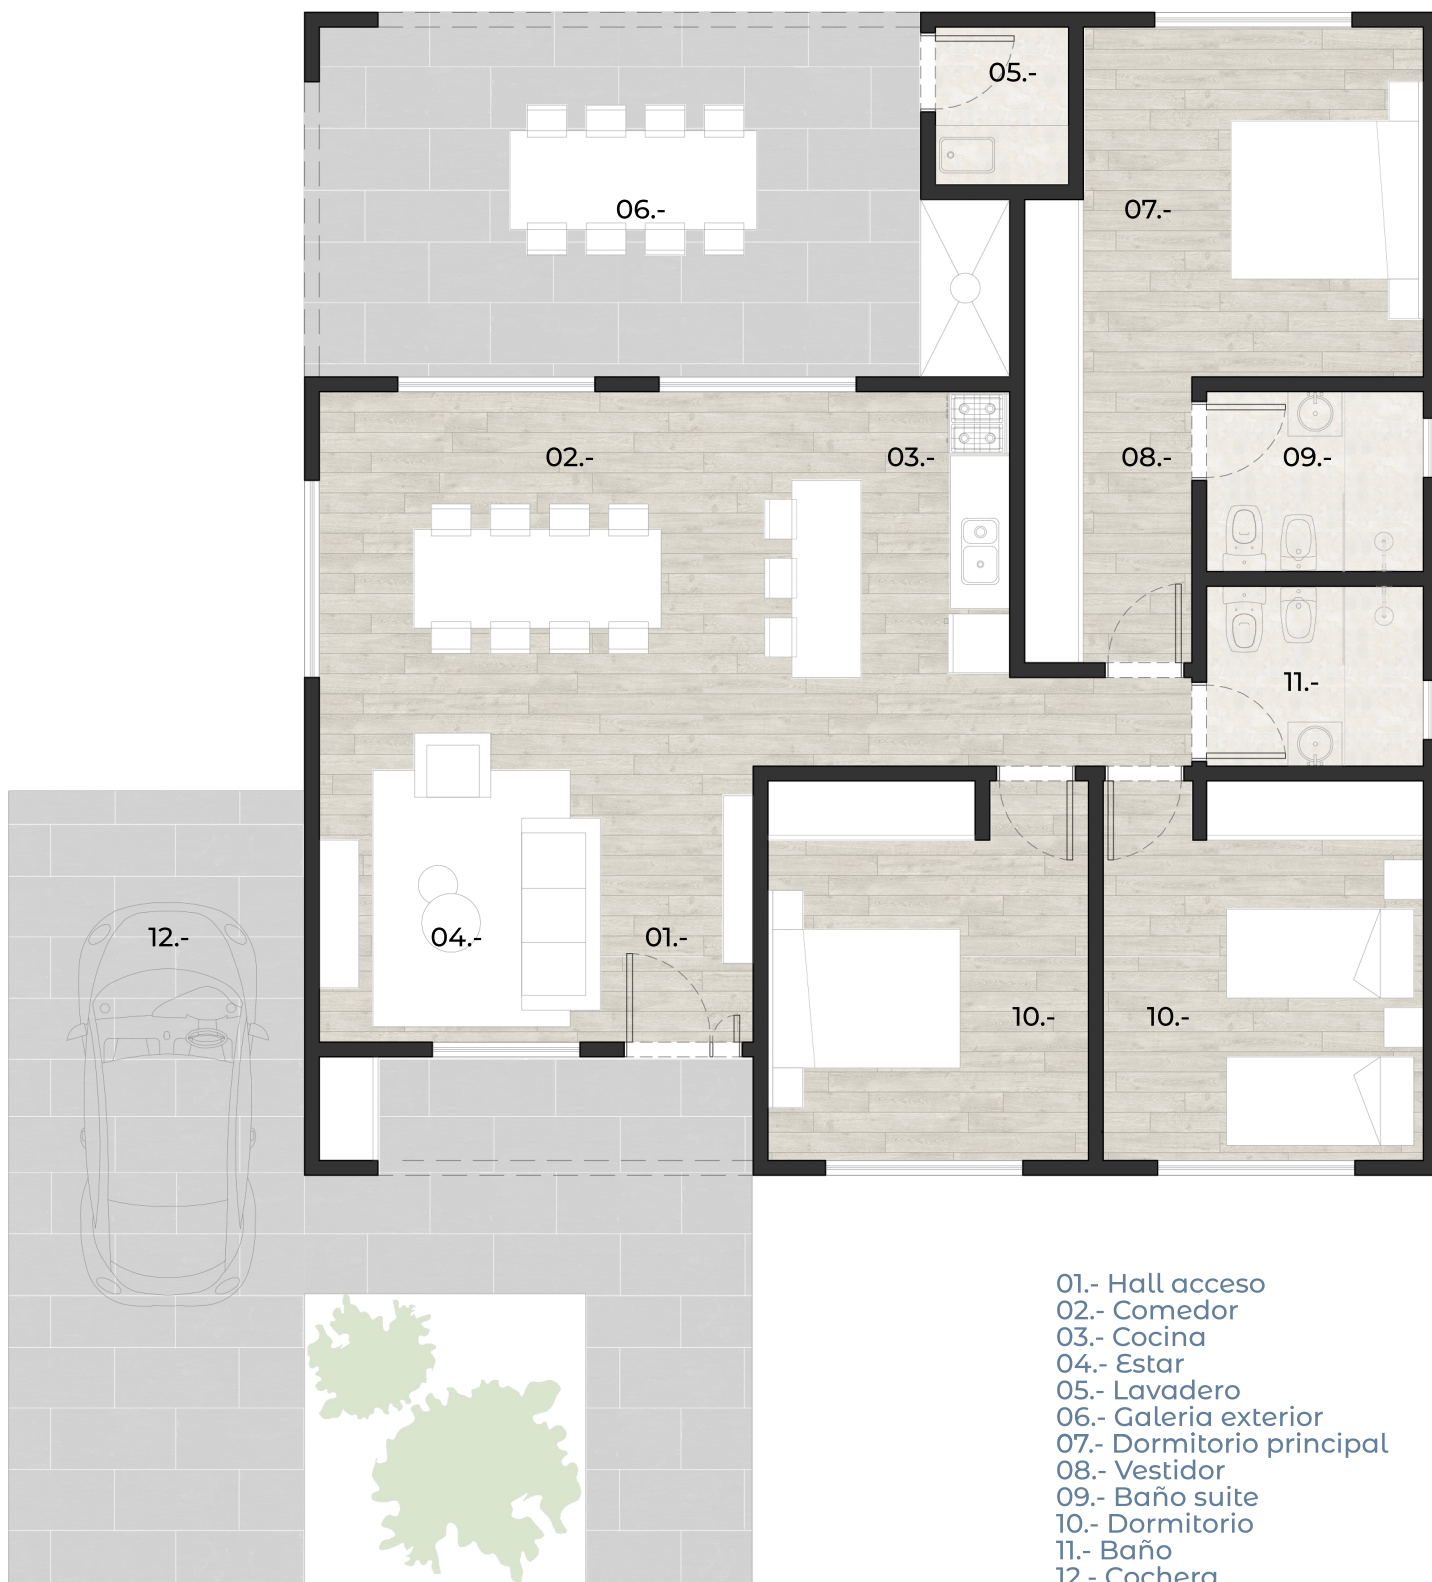 05.-
06.-
07.-
02.-
03.-
08.-
09.-
11.-
12.-
04.-
01.-
10.-
10.-
01.- Hall acceso
02.- Comedor
03.- Cocina
04.- Estar
05.- Lavadero
06.- Galeria exterior
07.- Dormitorio principal
08.- Vestidor
09.- Baño suite
10.- Dormitorio
11.- Baño
12.- Cochera